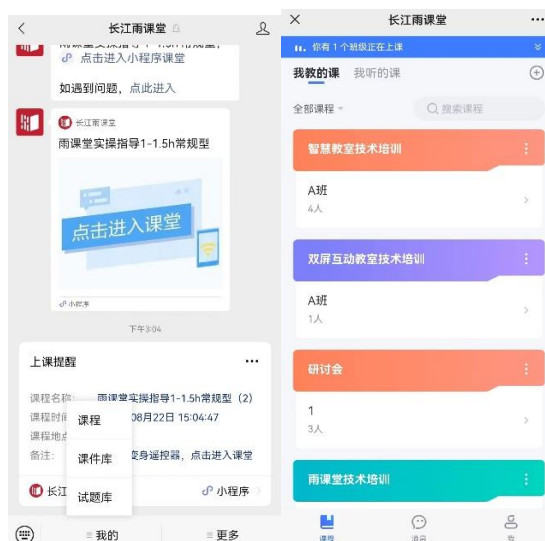 长江雨课堂
点击进入小程序课堂
如遇到问题，点此进入
长江雨课堂
雨课堂实操指导1-1.5h常规型
点击进入课堂
小程序
下午3:04
上课提醒
课程名称： 雨课堂实操指导1-1.5h常规型（2）
课程时间 08月22日 15:04:47
课程地点
备注： 变身遥控器，点击进入课堂
课程
课件库
试题库
长江
小程序
我的
更多
长江雨课堂
你有1个班级正在上课
我教的课 我听的课
全部课程
搜索课程
智慧教室技术培训
A班
4人
双屏互动教室技术培训
A班
1人
研讨会
1
3人
雨课堂技术培训
课程
消息
我